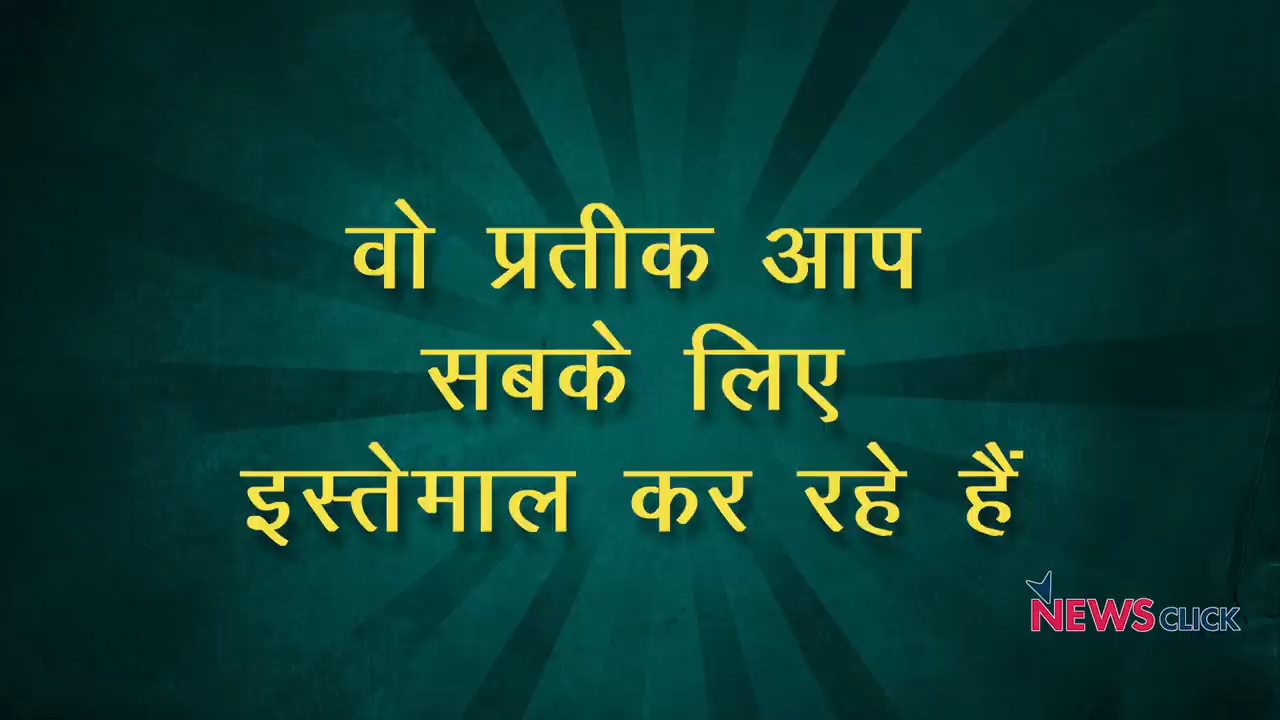 वो प्रतीक आप
सबके लिए
इस्तेमाल कर रहे हैं
NEWSCLICK